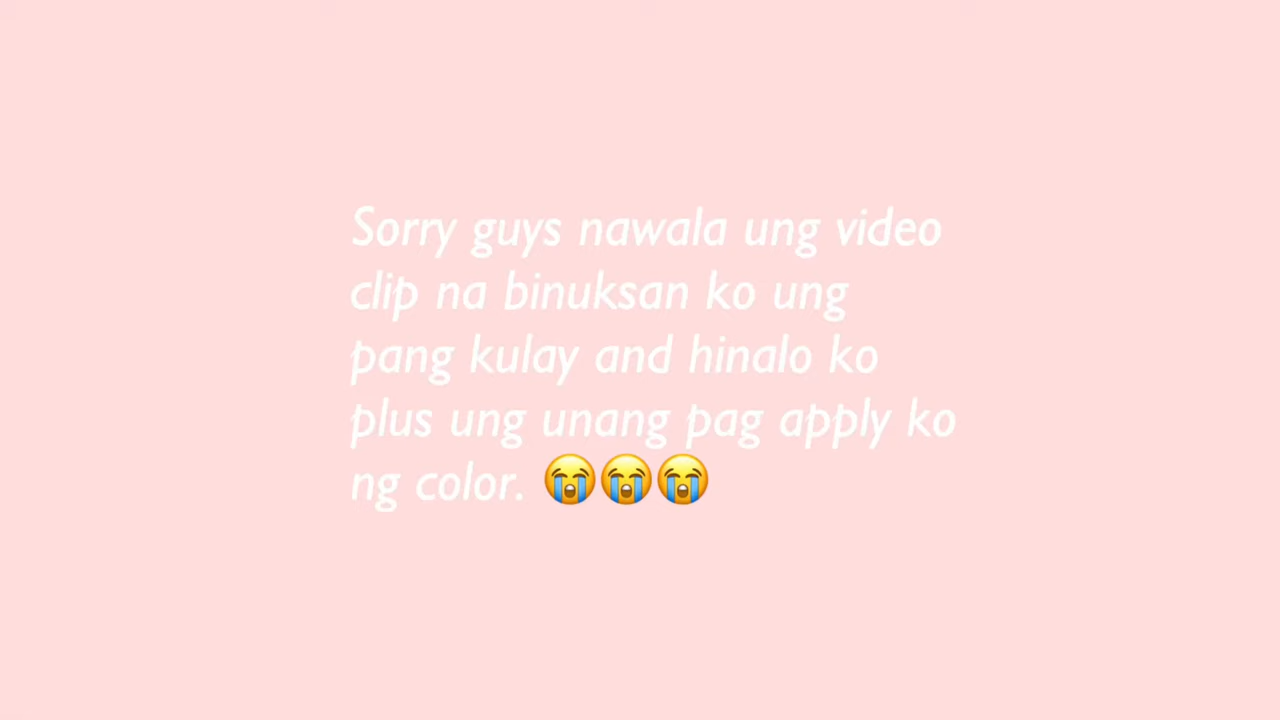 Sorry guys nawala ung video
clip na binuksan ko ung
pang kulay and hinalo ko
plus ung unang pag apply ko
ng color. 😭😭😭